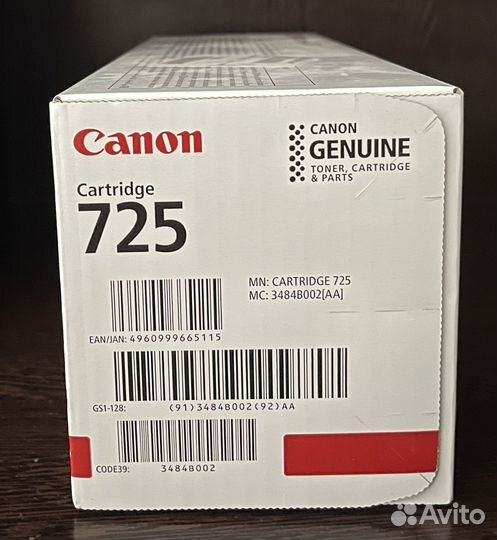 Canon
CANON
GENUINE
TONER, CARTRIDGE
& PARTS
Cartridge
725
MN: CARTRIDGE 725
MC: 3484B002[AA]
EAN/JAN: 4960999665115
GS1-128: (91)3484B002(92)AA
CODE39: 3484B002
Avito